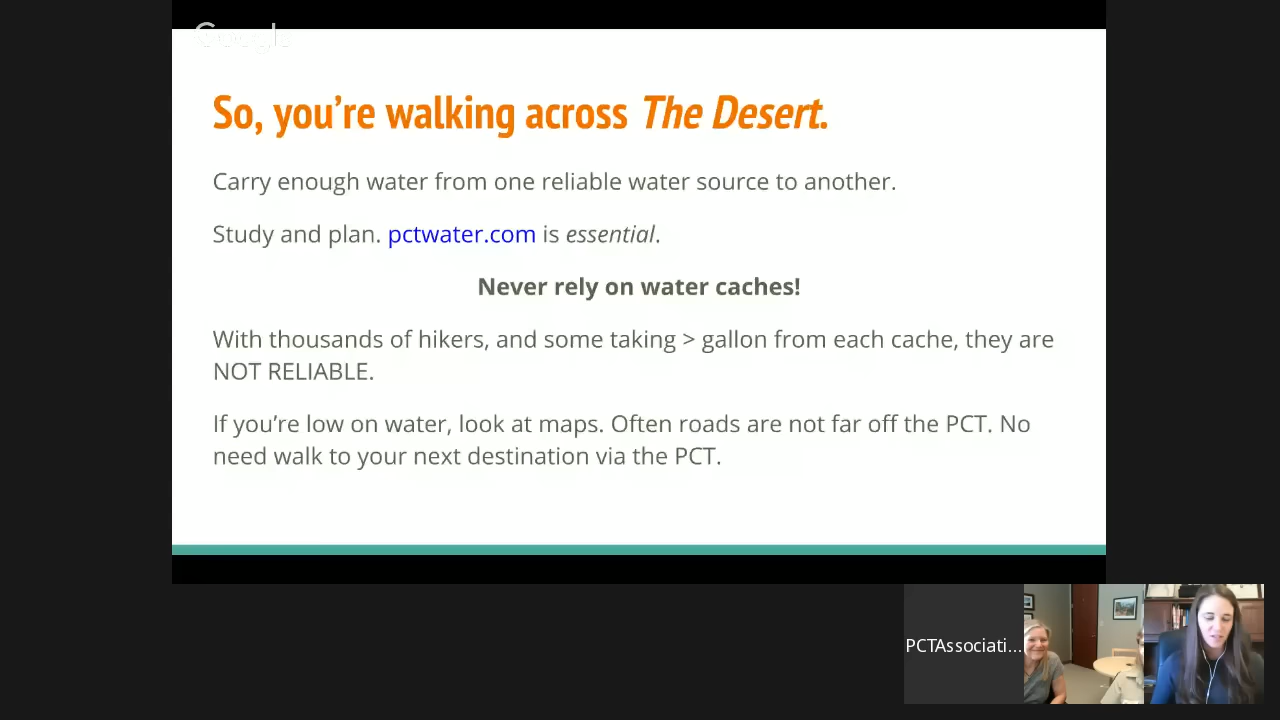 Google
So, you're walking across The Desert.
Carry enough water from one reliable water source to another.
Study and plan. pctwater.com is essential.
Never rely on water caches!
With thousands of hikers, and some taking > gallon from each cache, they are
NOT RELIABLE.
If you're low on water, look at maps. Often roads are not far off the PCT. No
need walk to your next destination via the PCT.
PCTAssociati...